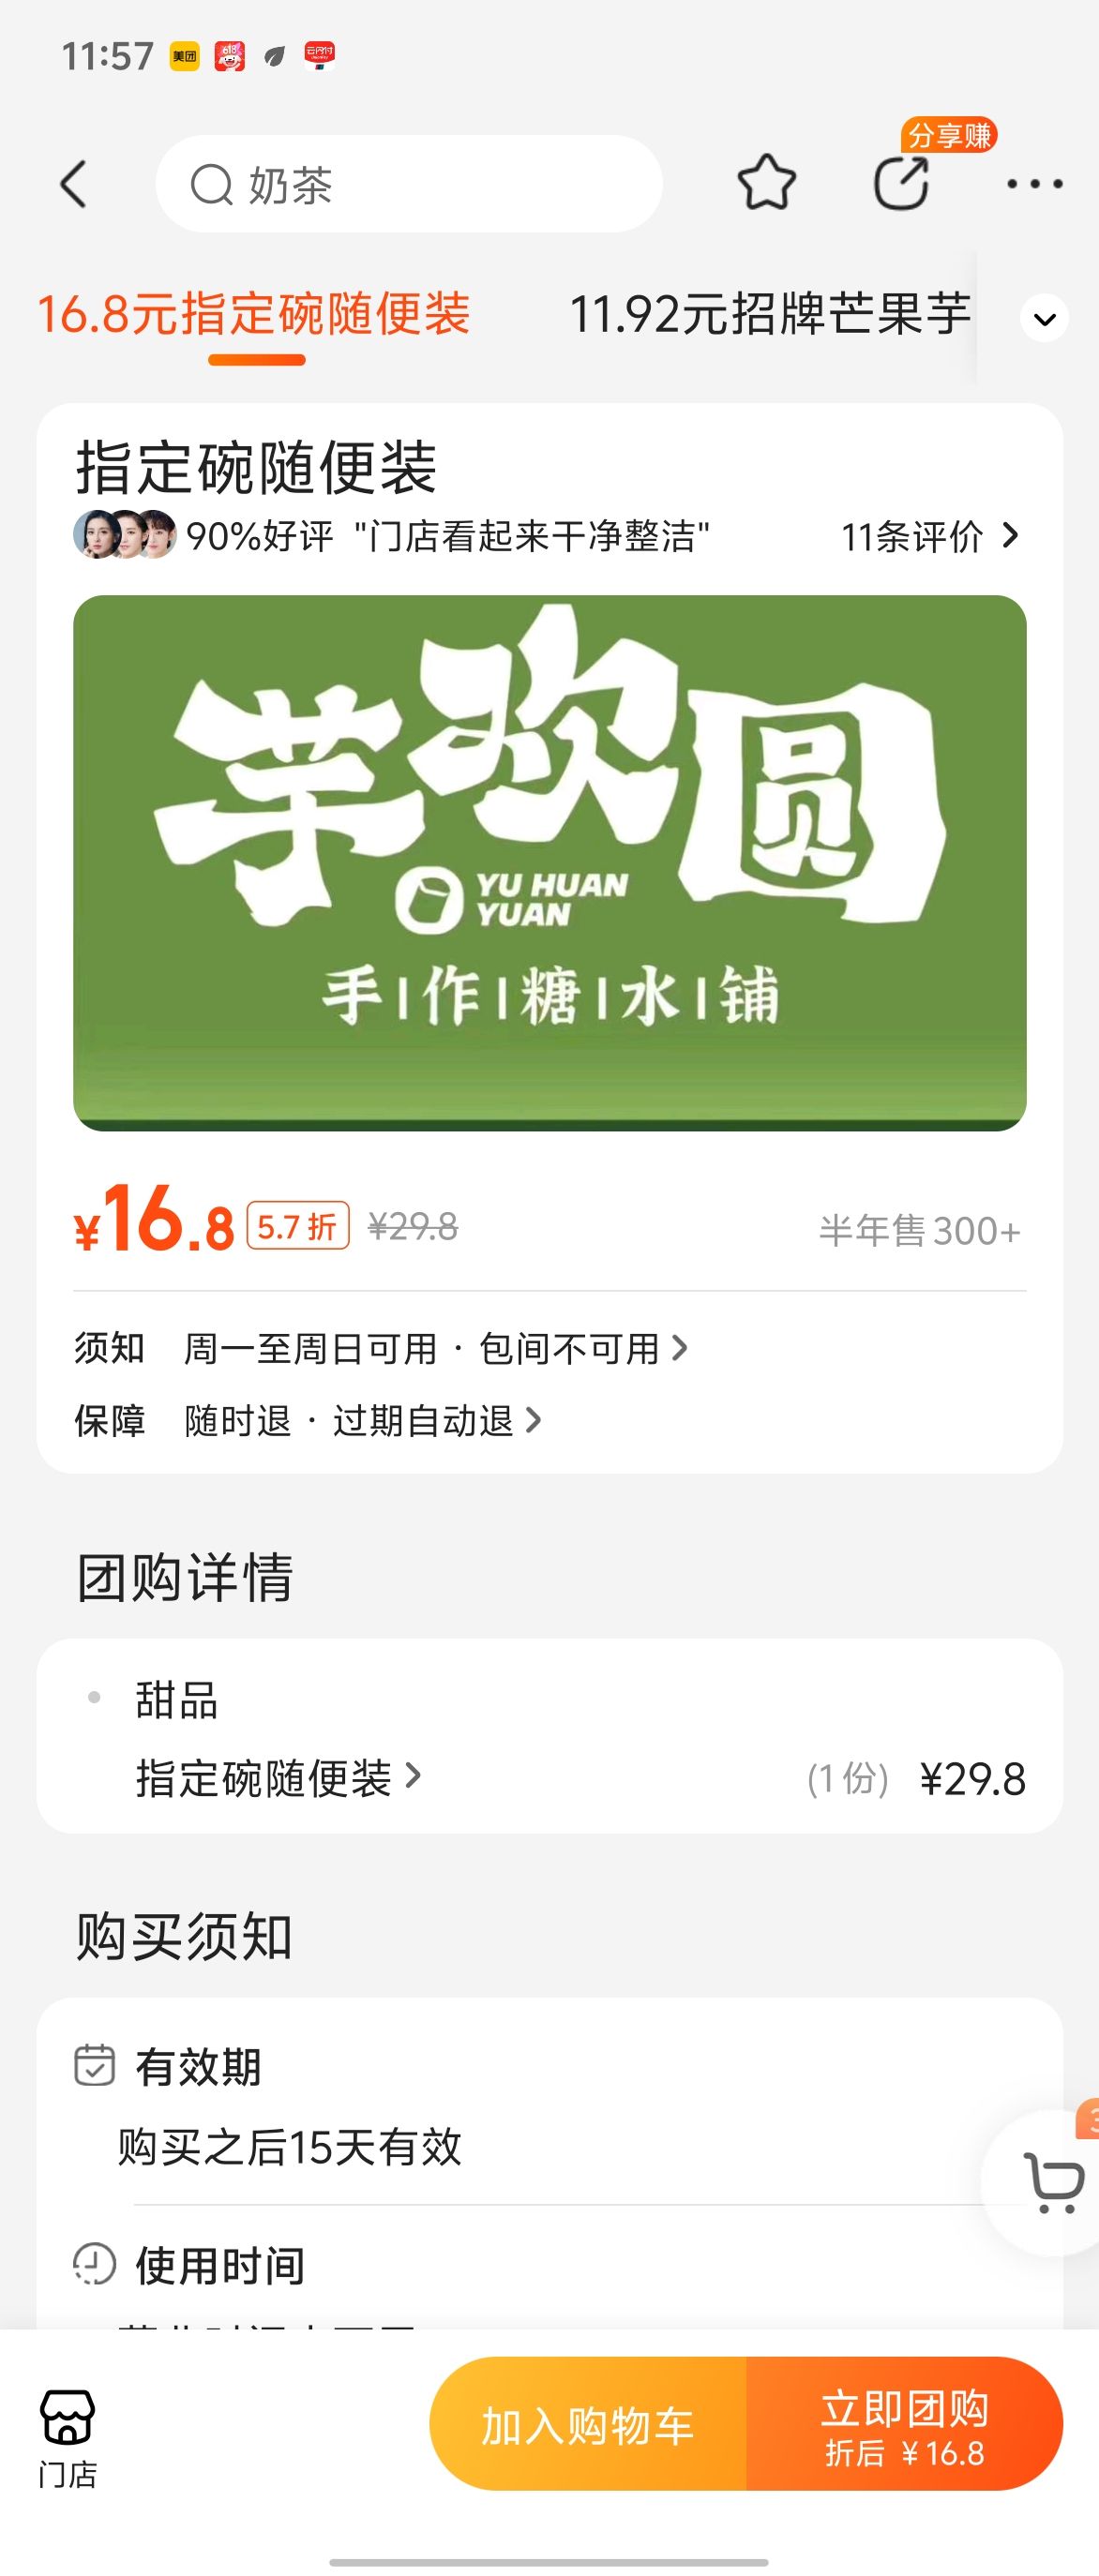 11:57 美团 618 云闪付
分享赚
奶茶
16.8元指定碗随便装 11.92元招牌芒果芋
指定碗随便装
90%好评 "门店看起来干净整洁" 11条评价
芋欢圆
YU HUAN
YUAN
手|作|糖|水|铺
¥16.8 5.7折 ¥29.8 半年售300+
须知 周一至周日可用 · 包间不可用
保障 随时退 · 过期自动退
团购详情
甜品
指定碗随便装 (1份) ¥29.8
购买须知
有效期
购买之后15天有效
3
使用时间
门店
加入购物车
立即团购
折后 ¥16.8